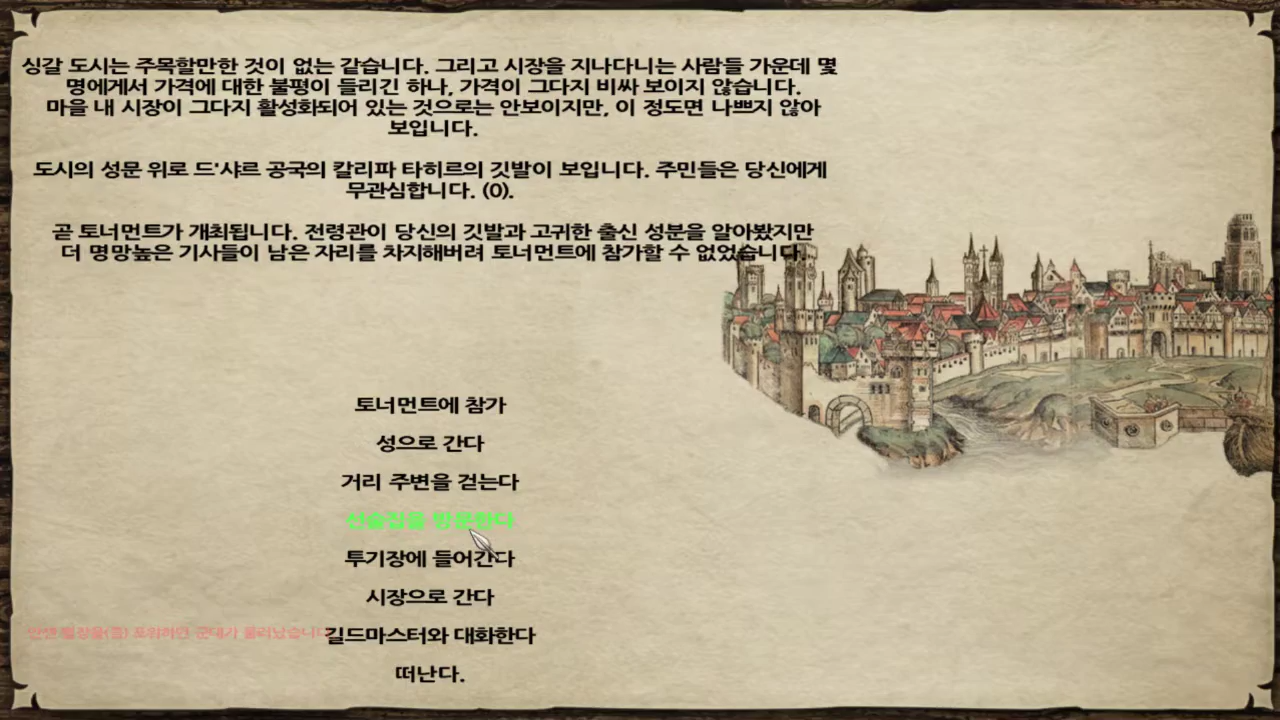 싱갈 도시는 주목할만한 것이 없는 같습니다. 그리고 시장을 지나다니는 사람들 가운데 몇
명에게서 가격에 대한 불평이 들리긴 하나, 가격이 그다지 비싸 보이지 않습니다.
마을 내 시장이 그다지 활성화되어 있는 것으로는 안보이지만, 이 정도면 나쁘지 않아
보입니다.
도시의 성문 위로 드'샤르 공국의 칼리파 타히르의 깃발이 보입니다. 주민들은 당신에게
무관심합니다. (0).
곧 토너먼트가 개최됩니다. 전령관이 당신의 깃발과 고귀한 출신 성분을 알아봤지만
더 명망높은 기사들이 남은 자리를 차지해버려 토너먼트에 참가할 수 없었습니다.
토너먼트에 참가
성으로 간다
거리 주변을 걷는다
선술집을 방문한다
투기장에 들어간다
시장으로 간다
포위하던 군대가 물러났습니다
길드마스터와 대화한다
떠난다.